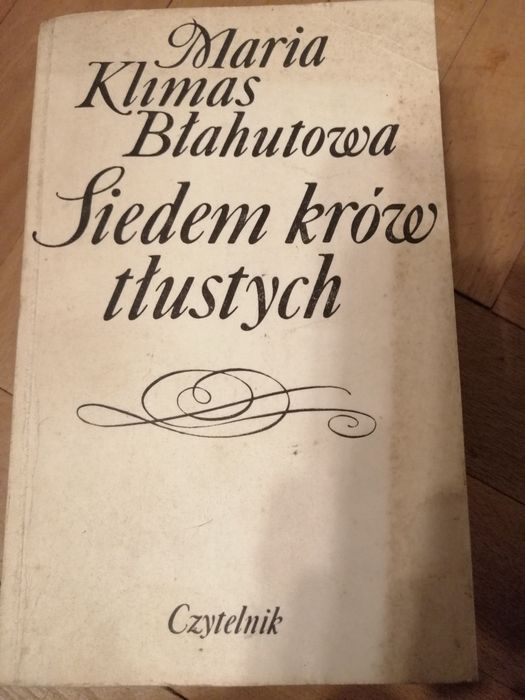 Maria
Klimas
Błahutowa
Siedem krów
tłustych
Czytelnik